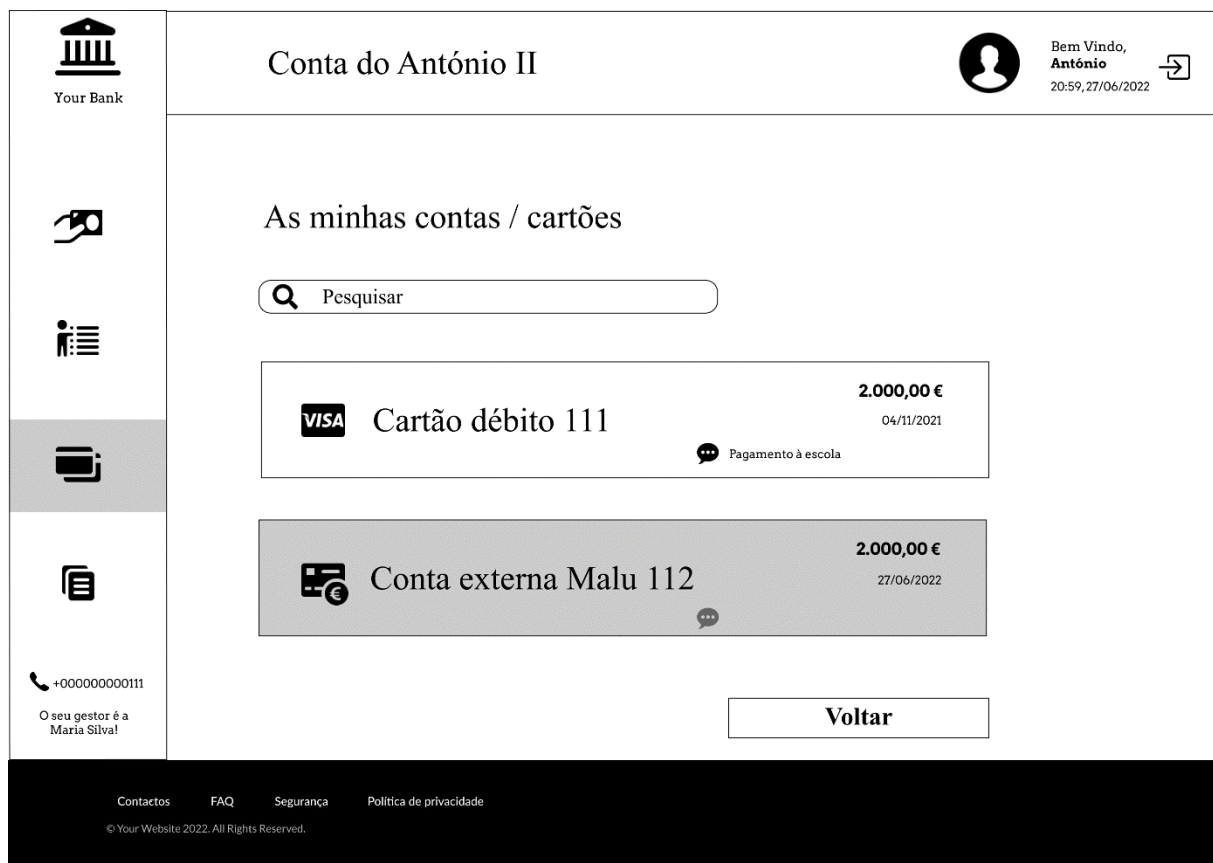 Your Bank
Conta do António II
Bem Vindo,
António
20:59, 27/06/2022
As minhas contas / cartões
Pesquisar
VISA
Cartão débito 111
2.000,00 €
04/11/2021
Pagamento à escola
Conta externa Malu 112
2.000,00 €
27/06/2022
+000000000111
O seu gestor é a
Maria Silva!
Voltar
Contactos FAQ Segurança Política de privacidade
© Your Website 2022. All Rights Reserved.